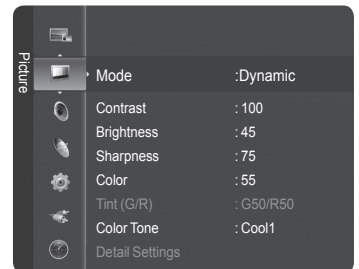 Picture
Mode :Dynamic
Contrast : 100
Brightness : 45
Sharpness : 75
Color : 55
Tint (G/R) : G50/R50
Color Tone : Cool1
Detail Settings